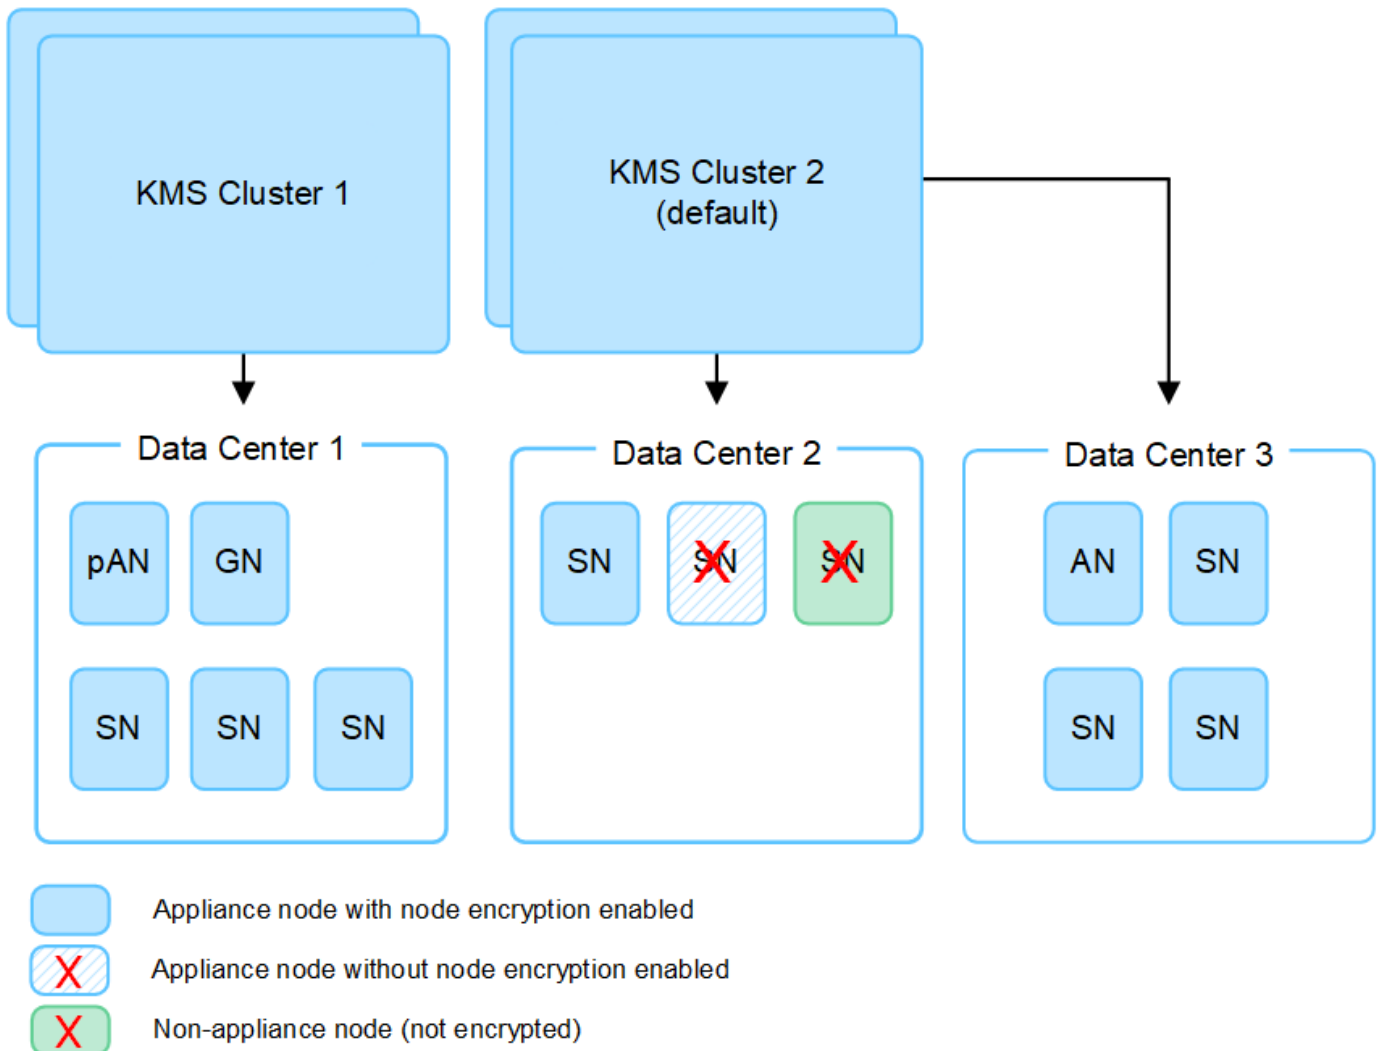 KMS Cluster 1
KMS Cluster 2
(default)
Data Center 1
pAN GN
SN SN SN
Data Center 2
SN SN SN
Data Center 3
AN SN
SN SN
Appliance node with node encryption enabled
X Appliance node without node encryption enabled
X Non-appliance node (not encrypted)